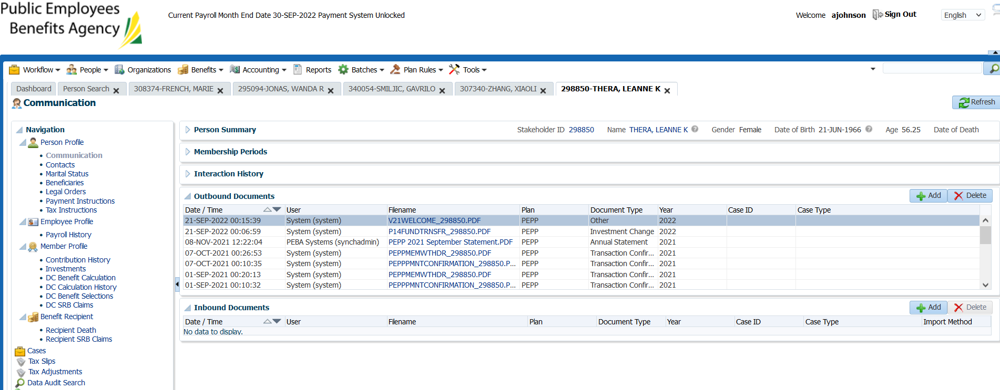 Public Employees
Benefits Agency
Current Payroll Month End Date 30-SEP-2022 Payment System Unlocked
Welcome ajohnson Sign Out English
Workflow People Organizations Benefits Accounting Reports Batches Plan Rules Tools
Dashboard Person Search 308374-FRENCH, MARIE 295094-JONAS, WANDA R 340054-SMILJIC, GAVRILO 307340-ZHANG, XIAOLI 298850-THERA, LEANNE K
Communication
Refresh
Navigation
Person Profile
Communication
Contacts
Marital Status
Beneficiaries
Legal Orders
Payment Instructions
Tax Instructions
Employee Profile
Payroll History
Member Profile
Contribution History
Investments
DC Benefit Calculation
DC Calculation History
DC Benefit Selections
DC SRB Claims
Benefit Recipient
Recipient Death
Recipient SRB Claims
Cases
Tax Slips
Tax Adjustments
Data Audit Search
Person Summary Stakeholder ID 298850 Name THERA, LEANNE K Gender Female Date of Birth 21-JUN-1966 Age 56.25 Date of Death
Membership Periods
Interaction History
Outbound Documents Add Delete
Date / Time User Filename Plan Document Type Year Case ID Case Type
21-SEP-2022 00:15:39 System (system) V21WELCOME_298850.PDF PEPP Other 2022
21-SEP-2022 00:06:59 System (system) P14FUNDTRNSFR_298850.PDF PEPP Investment Change 2022
08-NOV-2021 12:22:04 PEBA Systems (synchadmin) PEPP 2021 September Statement.PDF PEPP Annual Statement 2021
07-OCT-2021 00:26:53 System (system) PEPPMEMWTHDR_298850.PDF PEPP Transaction Confir... 2021
07-OCT-2021 00:10:35 System (system) PEPPPMNTCONFIRMATION_298850.P... PEPP Transaction Confir... 2021
01-SEP-2021 00:20:13 System (system) PEPPMEMWTHDR_298850.PDF PEPP Transaction Confir... 2021
01-SEP-2021 00:10:32 System (system) PEPPPMNTCONFIRMATION_298850.P... PEPP Transaction Confir... 2021
Inbound Documents Add Delete
Date / Time User Filename Plan Document Type Year Case ID Case Type Import Method
No data to display.